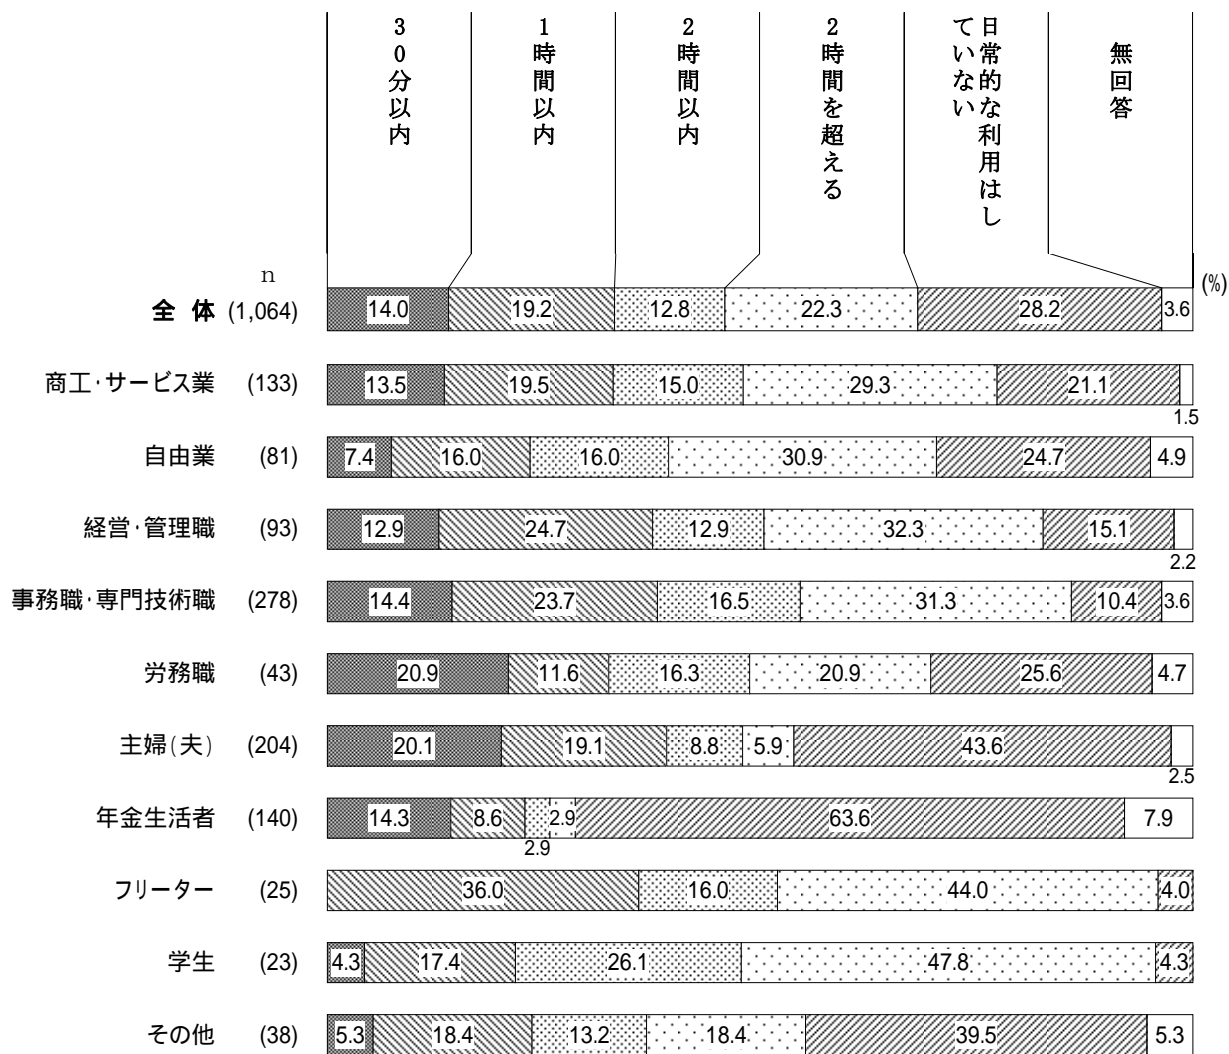 30分以内
1時間以内
2時間以内
2時間を超える
日常的な利用はし
ていない
無回答
n
(%)
全 体 (1,064) 14.0 19.2 12.8 22.3 28.2 3.6
商工・サービス業 (133) 13.5 19.5 15.0 29.3 21.1
1.5
自由業 (81) 7.4 16.0 16.0 30.9 24.7 4.9
経営・管理職 (93) 12.9 24.7 12.9 32.3 15.1
2.2
事務職・専門技術職 (278) 14.4 23.7 16.5 31.3 10.4 3.6
労務職 (43) 20.9 11.6 16.3 20.9 25.6 4.7
主婦(夫) (204) 20.1 19.1 8.8 5.9 43.6
2.5
年金生活者 (140) 14.3 8.6 2.9 63.6 7.9
2.9
フリーター (25) 36.0 16.0 44.0 4.0
学生 (23) 4.3 17.4 26.1 47.8 4.3
その他 (38) 5.3 18.4 13.2 18.4 39.5 5.3